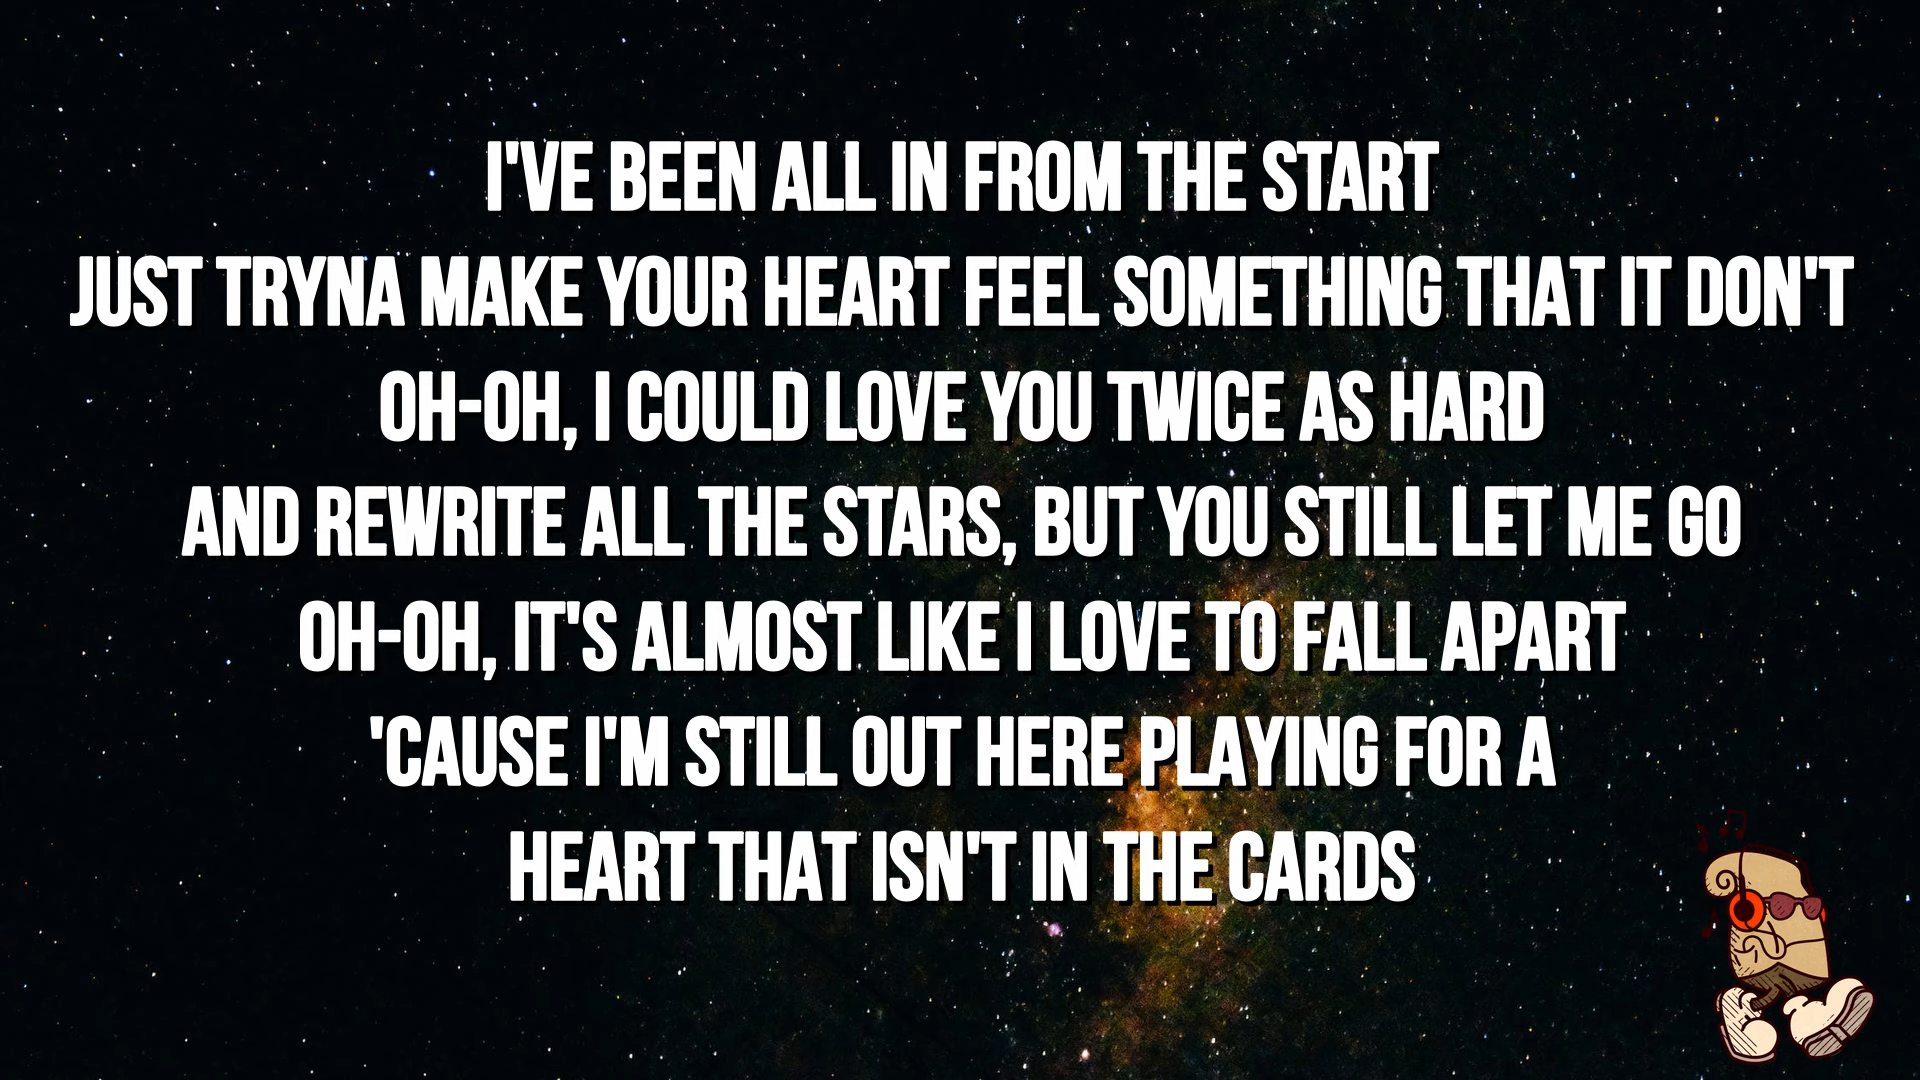 I'VE BEEN ALL IN FROM THE START
JUST TRYNA MAKE YOUR HEART FEEL SOMETHING THAT IT DON'T
OH-OH, I COULD LOVE YOU TWICE AS HARD
AND REWRITE ALL THE STARS, BUT YOU STILL LET ME GO
OH-OH, IT'S ALMOST LIKE I LOVE TO FALL APART
'CAUSE I'M STILL OUT HERE PLAYING FOR A
HEART THAT ISN'T IN THE CARDS